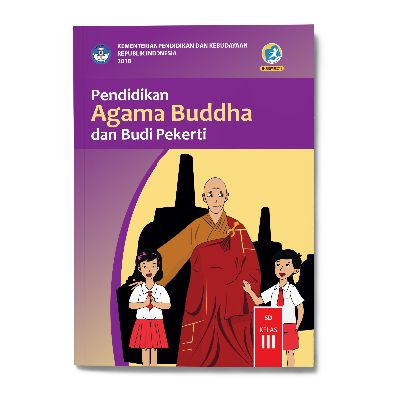 KEMENTERIAN PENDIDIKAN DAN KEBUDAYAAN
REPUBLIK INDONESIA
2018
Pendidikan
Agama Buddha
dan Budi Pekerti
SD
KELAS
III